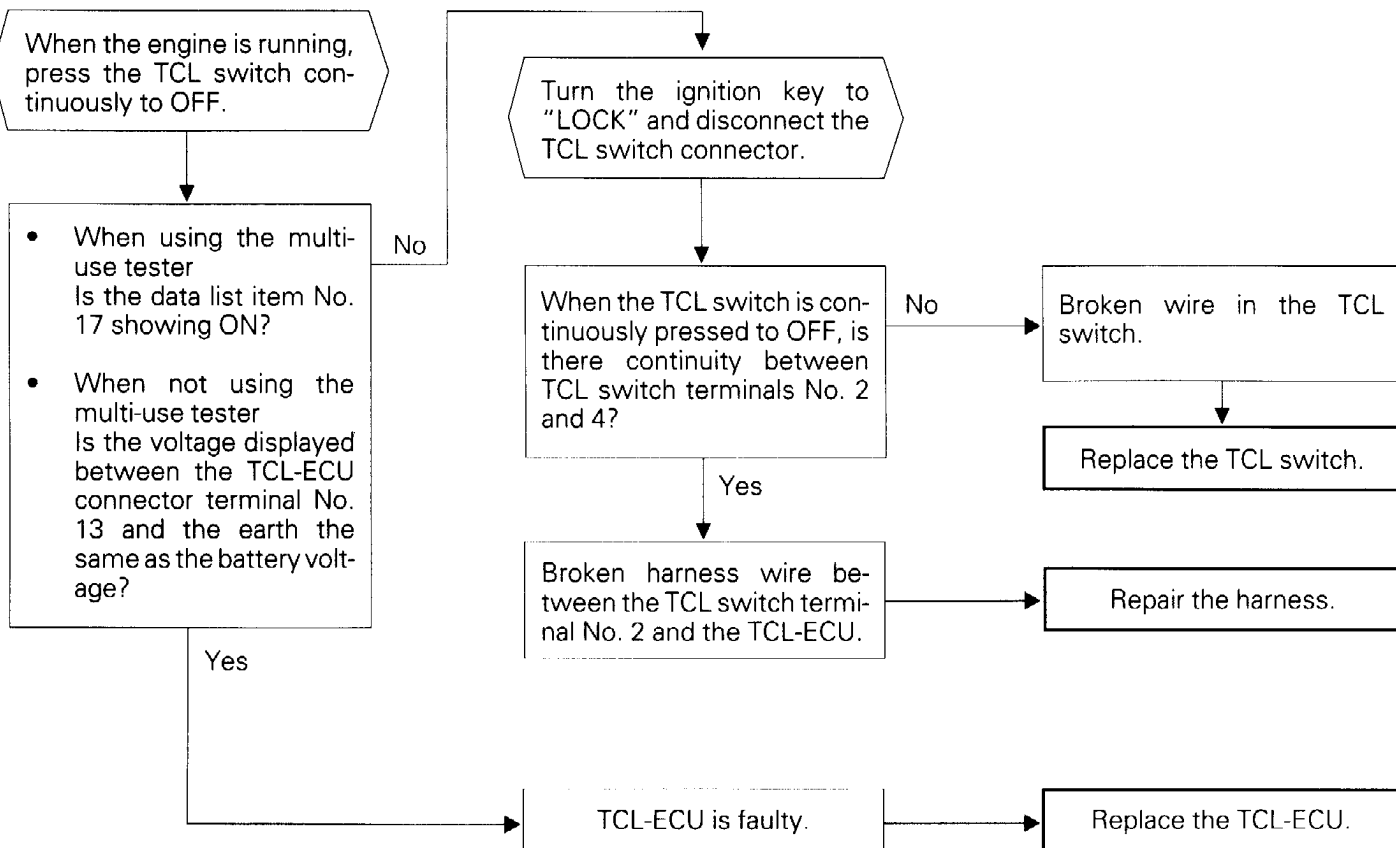 When the engine is running,
press the TCL switch con-
tinuously to OFF.
• When using the multi-
use tester
Is the data list item No.
17 showing ON?
• When not using the
multi-use tester
Is the voltage displayed
between the TCL-ECU
connector terminal No.
13 and the earth the
same as the battery volt-
age?
No
Yes
Turn the ignition key to
“LOCK” and disconnect the
TCL switch connector.
When the TCL switch is con-
tinuously pressed to OFF, is
there continuity between
TCL switch terminals No. 2
and 4?
No
Broken wire in the TCL
switch.
Replace the TCL switch.
Yes
Broken harness wire be-
tween the TCL switch termi-
nal No. 2 and the TCL-ECU.
Repair the harness.
TCL-ECU is faulty.
Replace the TCL-ECU.